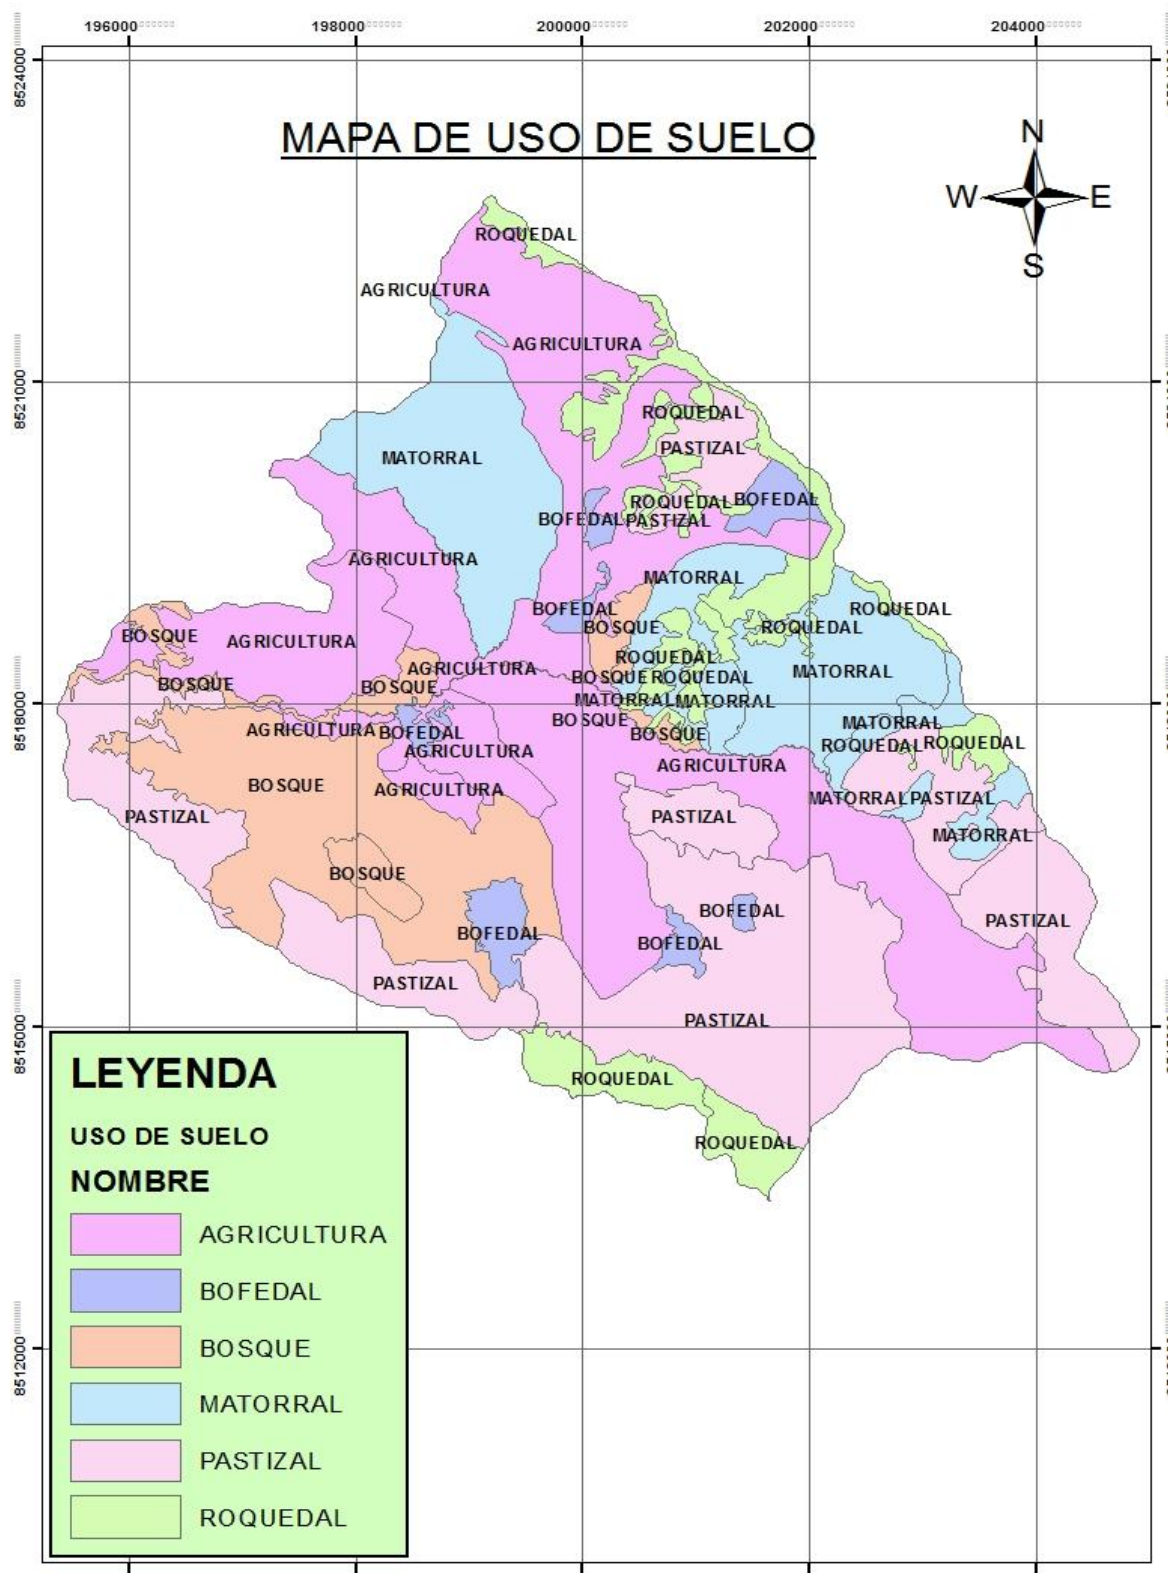 196000 198000 200000 202000 204000
8524000
MAPA DE USO DE SUELO
N
W E
S
ROQUEDAL
AGRICULTURA
AGRICULTURA
8521000
ROQUEDAL
PASTIZAL
MATORRAL
ROQUEDAL
BOFEDAL
BOFEDAL
PASTIZAL
AGRICULTURA
MATORRAL
BOFEDAL
ROQUEDAL
BOSQUE
ROQUEDAL
BOSQUE
AGRICULTURA
ROQUEDAL
AGRICULTURA
MATORRAL
BOSQUE
ROQUEDAL
BOSQUE
BOSQUE
MATORRAL
MATORRAL
8518000
BOSQUE
MATORRAL
AGRICULTURA
BOFEDAL
BOSQUE
ROQUEDAL
ROQUEDAL
AGRICULTURA
AGRICULTURA
BOSQUE
AGRICULTURA
MATORRAL
PASTIZAL
PASTIZAL
PASTIZAL
MATORRAL
BOSQUE
BOFEDAL
PASTIZAL
BOFEDAL
BOFEDAL
PASTIZAL
PASTIZAL
8515000
ROQUEDAL
ROQUEDAL
LEYENDA
USO DE SUELO
NOMBRE
AGRICULTURA
BOFEDAL
BOSQUE
8512000
MATORRAL
PASTIZAL
ROQUEDAL